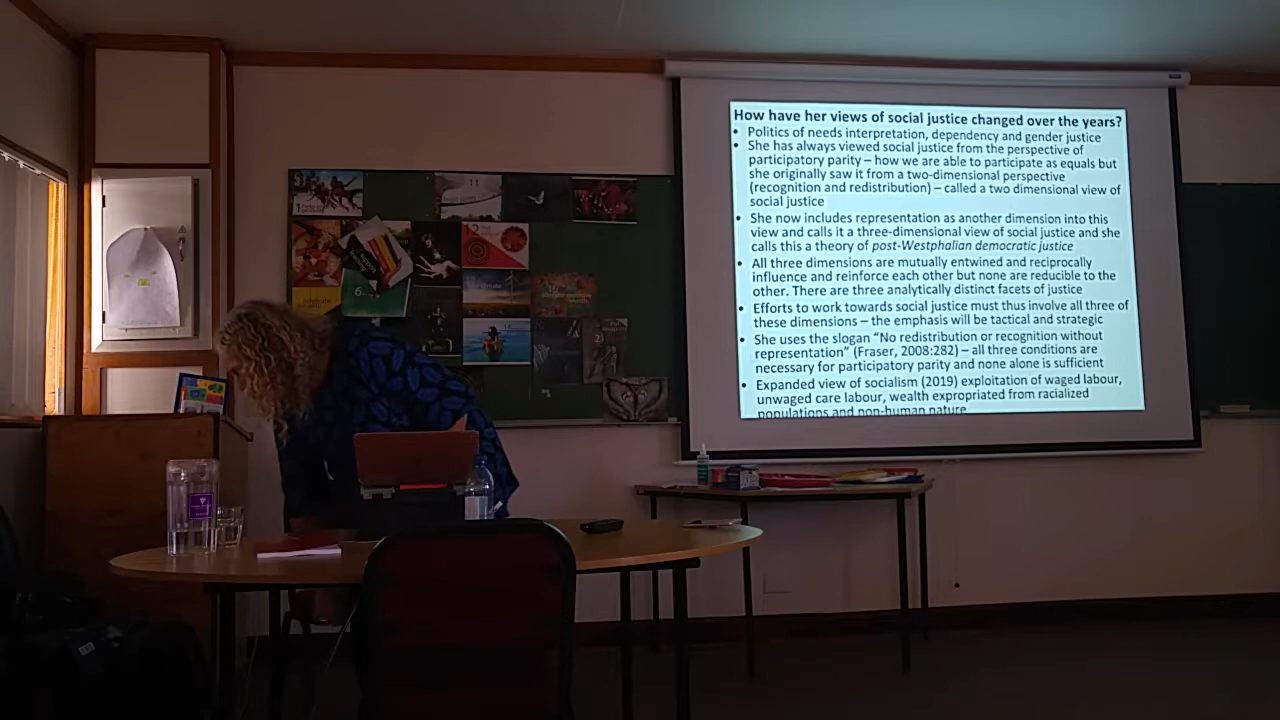 How have her views of social justice changed over the years?
• Politics of needs interpretation, dependency and gender justice
• She has always viewed social justice from the perspective of
participatory parity – how we are able to participate as equals but
she originally saw it from a two-dimensional perspective
(recognition and redistribution) – called a two dimensional view of
social justice
• She now includes representation as another dimension into this
view and calls it a three-dimensional view of social justice and she
calls this a theory of post-Westphalian democratic justice
• All three dimensions are mutually entwined and reciprocally
influence and reinforce each other but none are reducible to the
other. There are three analytically distinct facets of justice
• Efforts to work towards social justice must thus involve all three of
these dimensions – the emphasis will be tactical and strategic
• She uses the slogan “No redistribution or recognition without
representation” (Fraser, 2008:282) – all three conditions are
necessary for participatory parity and none alone is sufficient
• Expanded view of socialism (2019) exploitation of waged labour,
unwaged care labour, wealth expropriated from racialized
populations and non-human nature
11
1
12
6